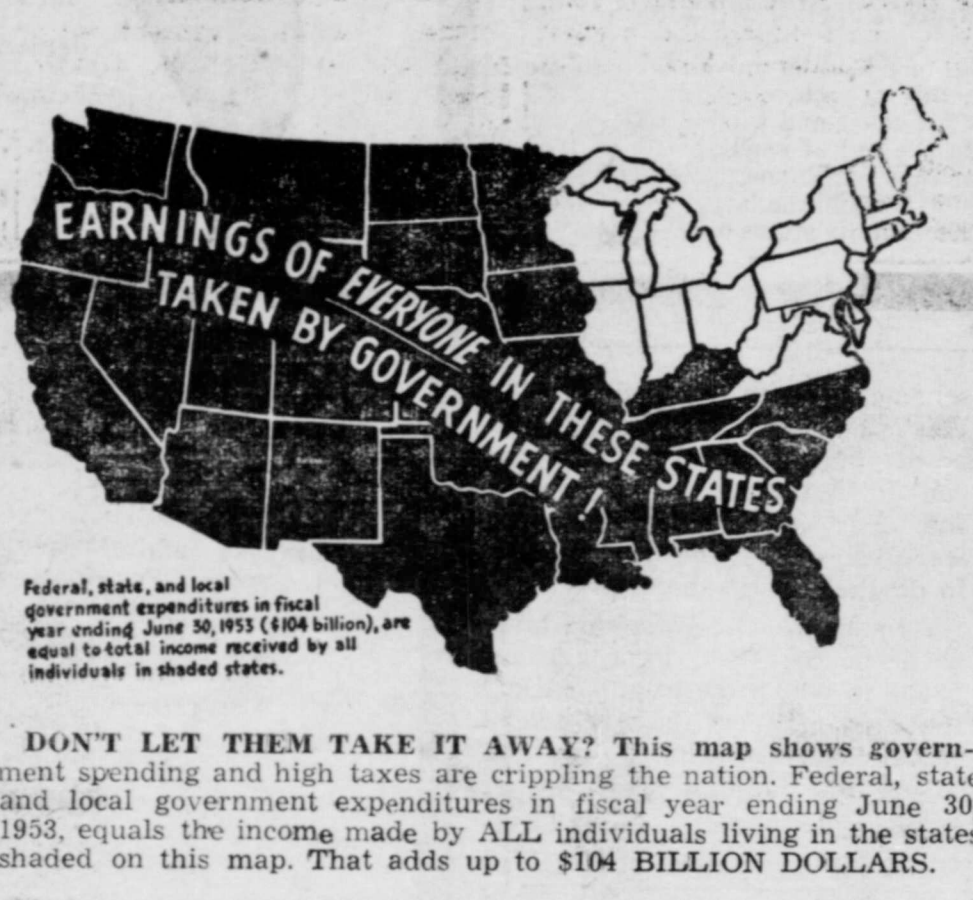 EARNINGS OF EVERYONE IN THESE STATES
TAKEN BY GOVERNMENT!
Federal, state, and local
government expenditures in fiscal
year ending June 30, 1953 ($104 billion), are
equal to total income received by all
individuals in shaded states.
DON'T LET THEM TAKE IT AWAY? This map shows govern-
ment spending and high taxes are crippling the nation. Federal, state
and local government expenditures in fiscal year ending June 30
1953, equals the income made by ALL individuals living in the states
shaded on this map. That adds up to $104 BILLION DOLLARS.